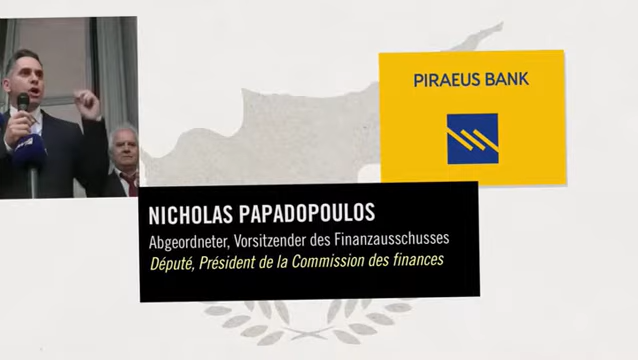 PIRAEUS BANK
NICHOLAS PAPADOPOULOS
Abgeordneter, Vorsitzender des Finanzausschusses
Député, Président de la Commission des finances